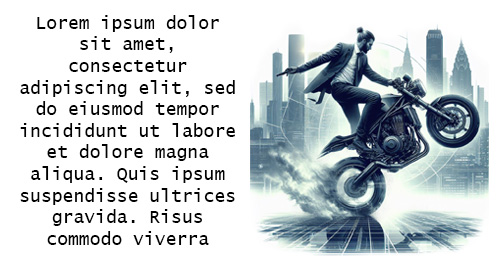 Lorem ipsum dolor
sit amet,
consectetur
adipiscing elit, sed
do eiusmod tempor
incididunt ut labore
et dolore magna
aliqua. Quis ipsum
suspendisse ultrices
gravida. Risus
commodo viverra